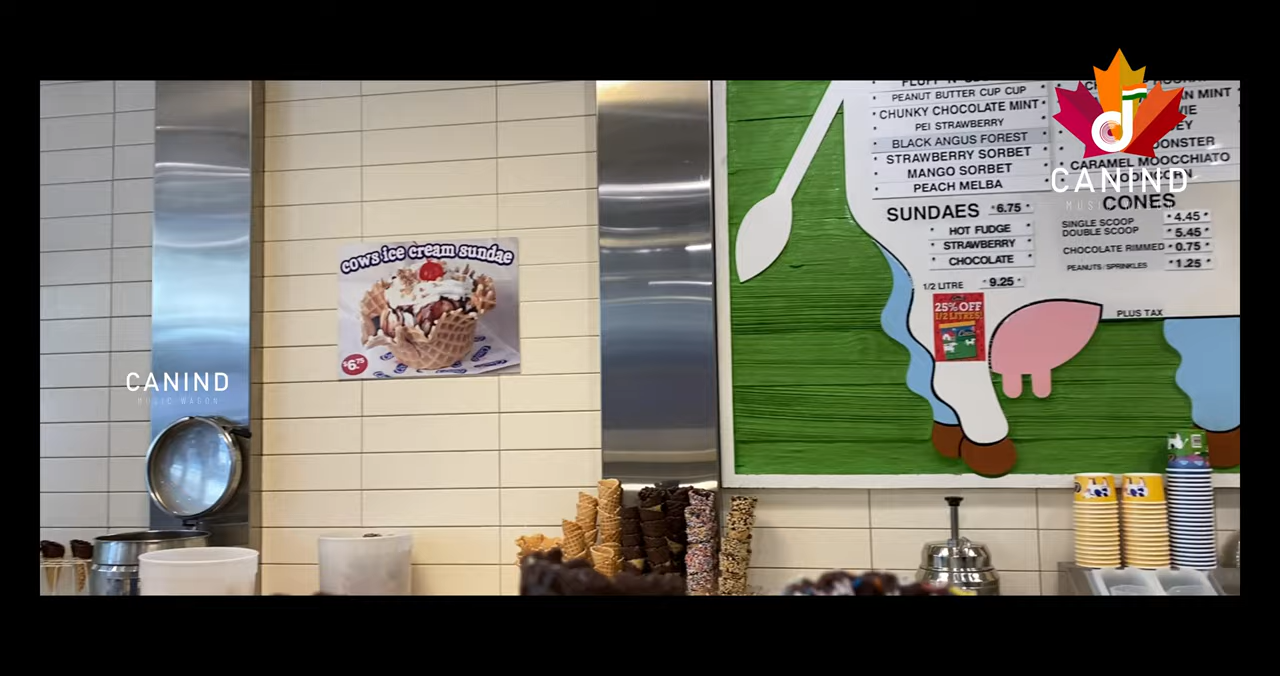 PEANUT BUTTER CUP CUP
CHUNKY CHOCOLATE MINT
PEI STRAWBERRY
BLACK ANGUS FOREST
STRAWBERRY SORBET
MANGO SORBET
PEACH MELBA
SUNDAES 6.75
HOT FUDGE
STRAWBERRY
CHOCOLATE
1/2 LITRE 9.25
25% OFF
1/2 LITRES!
MINT
CARAMEL MOOCCHIATO
CONES
SINGLE SCOOP 4.45
DOUBLE SCOOP 5.45
CHOCOLATE RIMMED 0.75
PEANUTS/SPRINKLES 1.25
PLUS TAX
CANIND
cows ice cream sundae
$6.75
CANIND
MUSIC WAGON